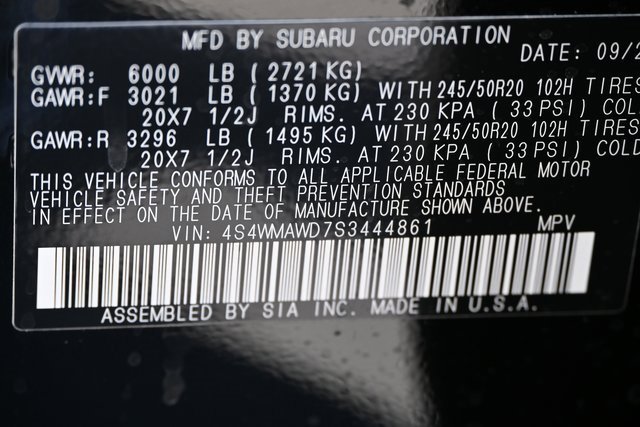 MFD BY SUBARU CORPORATION
DATE: 09/2
GVWR: 6000 LB ( 2721 KG)
GAWR:F 3021 LB ( 1370 KG) WITH 245/50R20 102H TIRES
20X7 1/2J RIMS. AT 230 KPA ( 33 PSI) COL
GAWR:R 3296 LB ( 1495 KG) WITH 245/50R20 102H TIRES
20X7 1/2J RIMS. AT 230 KPA ( 33 PSI) COLD
THIS VEHICLE CONFORMS TO ALL APPLICABLE FEDERAL MOTOR
VEHICLE SAFETY AND THEFT PREVENTION STANDARDS
IN EFFECT ON THE DATE OF MANUFACTURE SHOWN ABOVE.
VIN: 4S4WMAWD7S3444861 MPV
ASSEMBLED BY SIA INC. MADE IN U.S.A.